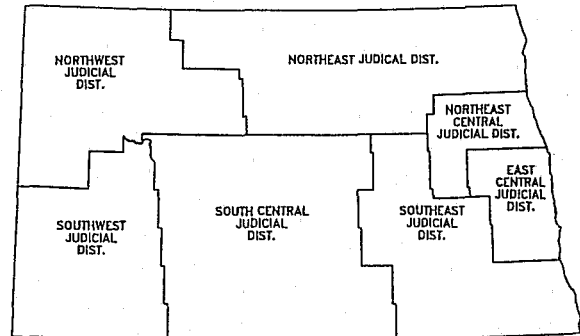 NORTHWEST
JUDICIAL
DIST.
NORTHEAST JUDICAL DIST.
NORTHEAST
CENTRAL
JUDICIAL DIST.
EAST
CENTRAL
JUDICIAL
DIST.
SOUTHWEST
JUDICIAL
DIST.
SOUTH CENTRAL
JUDICIAL
DIST.
SOUTHEAST
JUDICIAL
DIST.